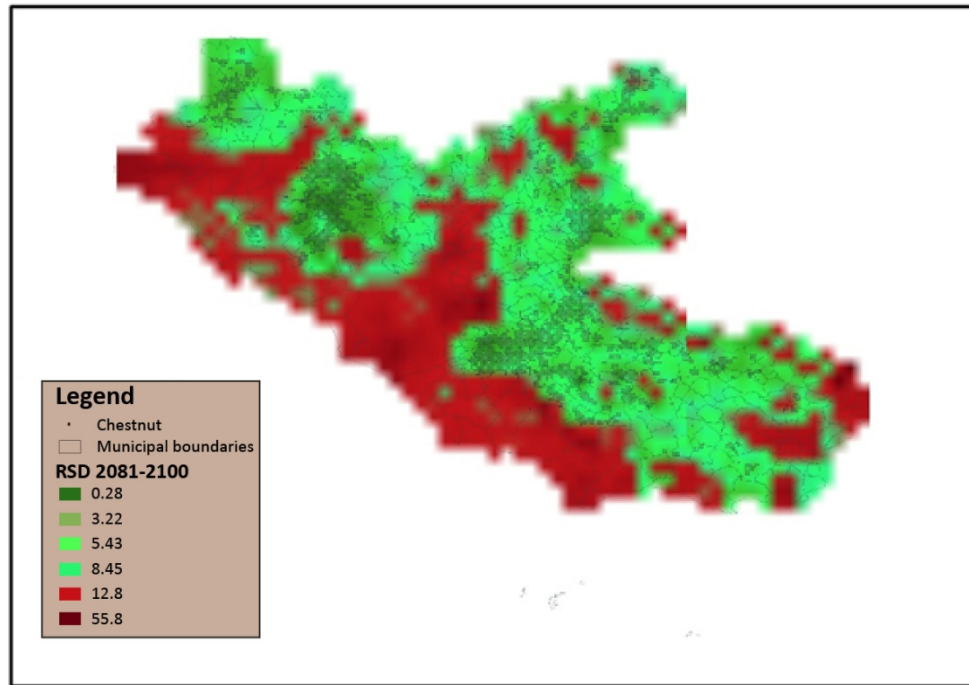 Legend
Chestnut
Municipal boundaries
RSD 2081-2100
0.28
3.22
5.43
8.45
12.8
55.8